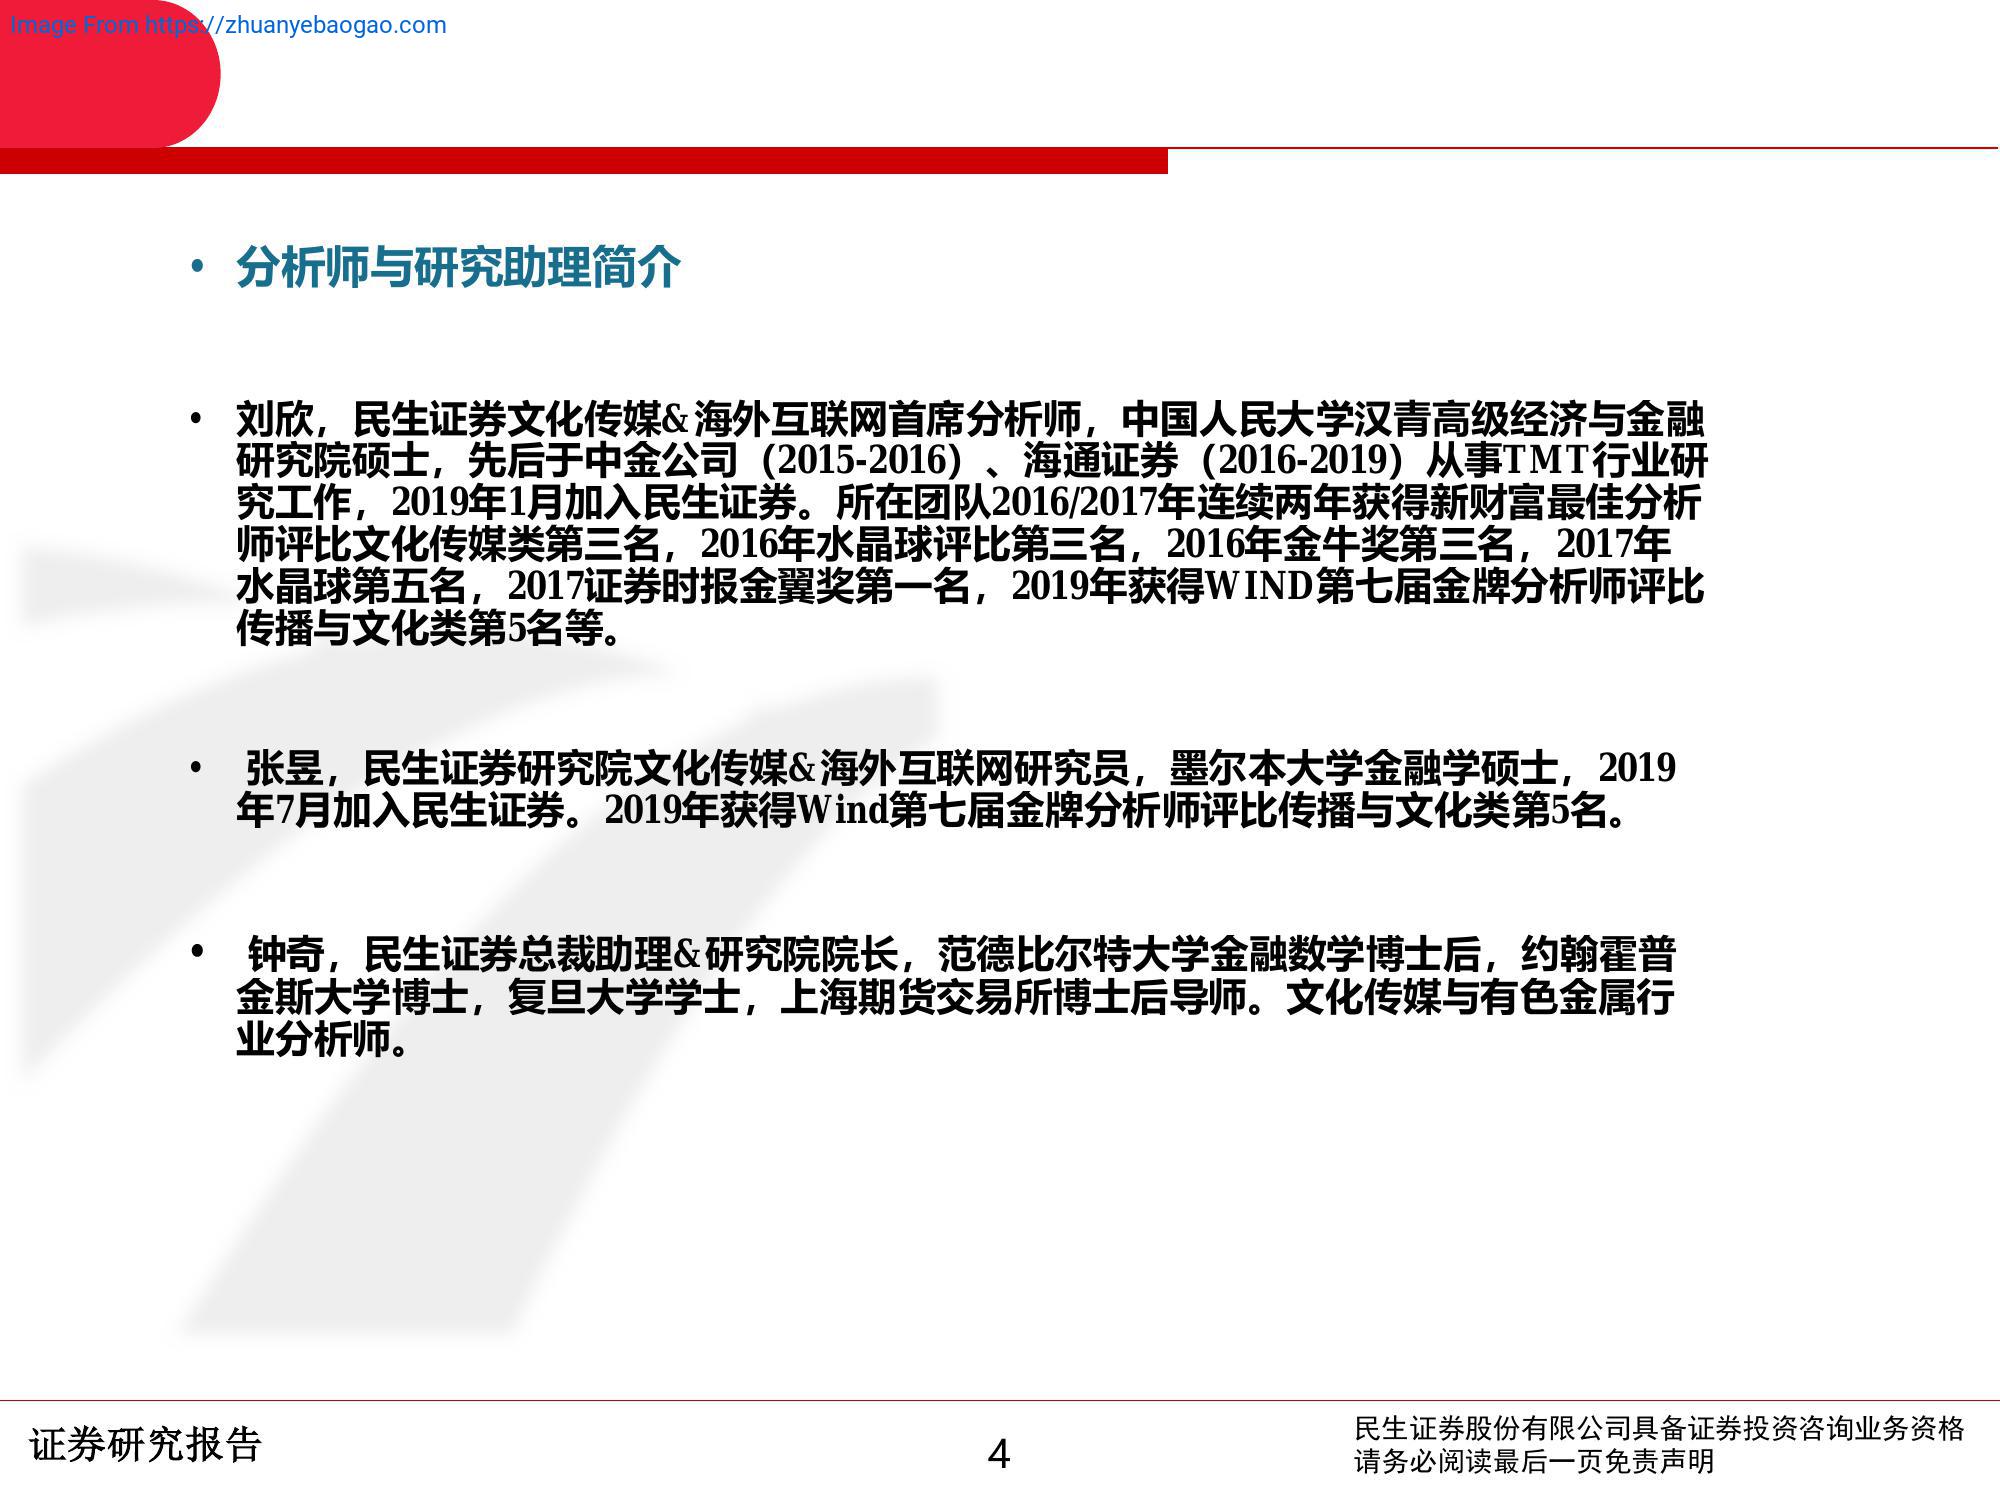 Image From https://zhuanyebaogao.com
• 分析师与研究助理简介
• 刘欣，民生证券文化传媒&海外互联网首席分析师，中国人民大学汉青高级经济与金融
研究院硕士，先后于中金公司（2015-2016）、海通证券（2016-2019）从事TMT行业研
究工作，2019年1月加入民生证券。所在团队2016/2017年连续两年获得新财富最佳分析
师评比文化传媒类第三名，2016年水晶球评比第三名，2016年金牛奖第三名，2017年
水晶球第五名，2017证券时报金翼奖第一名，2019年获得WIND第七届金牌分析师评比
传播与文化类第5名等。
• 张昱，民生证券研究院文化传媒&海外互联网研究员，墨尔本大学金融学硕士，2019
年7月加入民生证券。2019年获得Wind第七届金牌分析师评比传播与文化类第5名。
• 钟奇，民生证券总裁助理&研究院院长，范德比尔特大学金融数学博士后，约翰霍普
金斯大学博士，复旦大学学士，上海期货交易所博士后导师。文化传媒与有色金属行
业分析师。
证券研究报告
4
民生证券股份有限公司具备证券投资咨询业务资格
请务必阅读最后一页免责声明